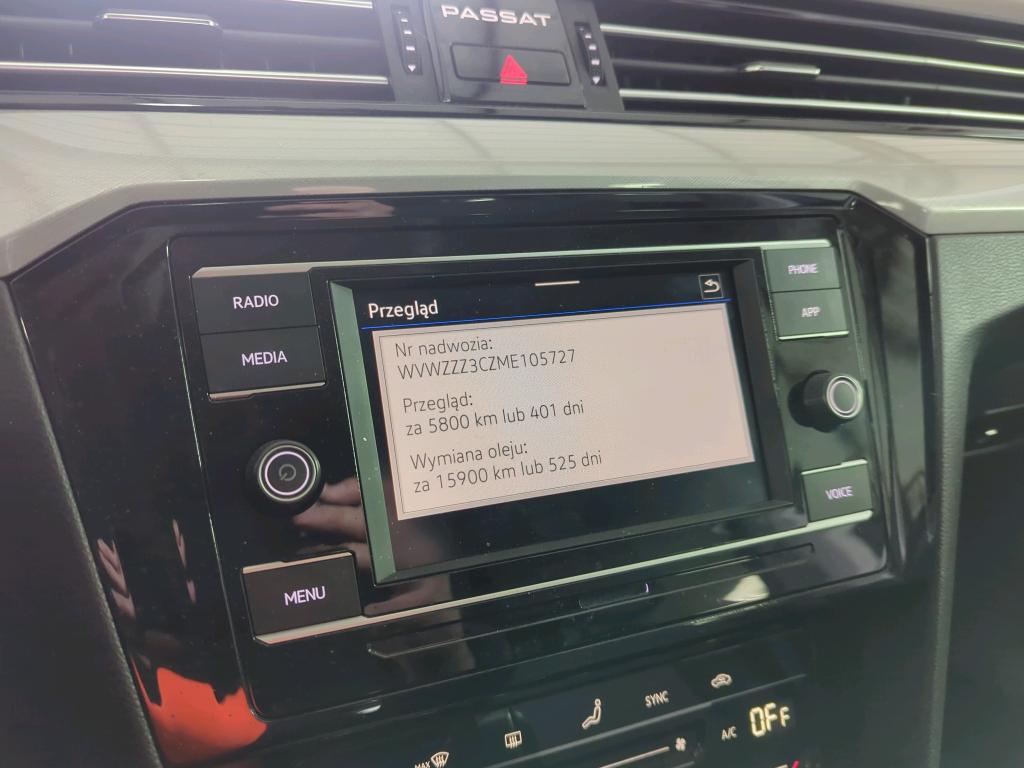 PASSAT
RADIO
MEDIA
MENU
Przegląd
Nr nadwozia:
WVWZZZ3CZME105727
Przegląd:
za 5800 km lub 401 dni
Wymiana oleju:
za 15900 km lub 525 dni
PHONE
APP
VOICE
MAX
SYNC
A/C
OFF